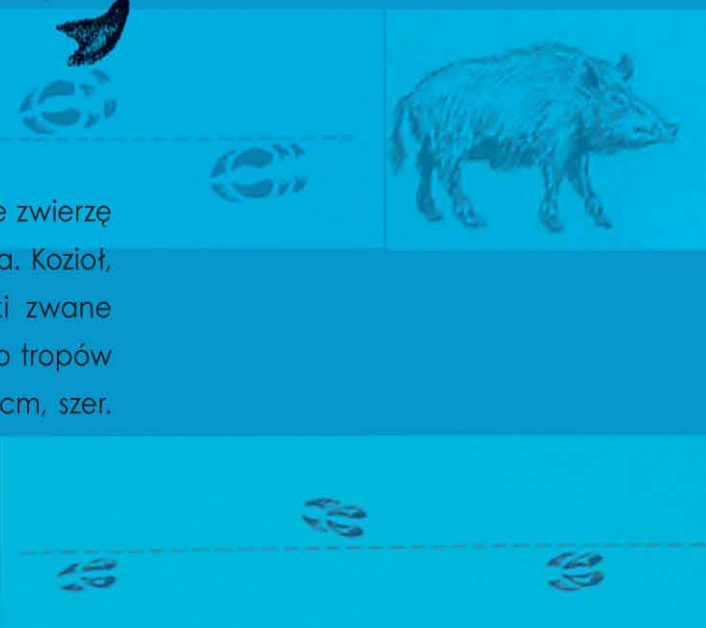 e zwierzę
a. Kozioł,
ki zwane
o tropów
cm, szer.